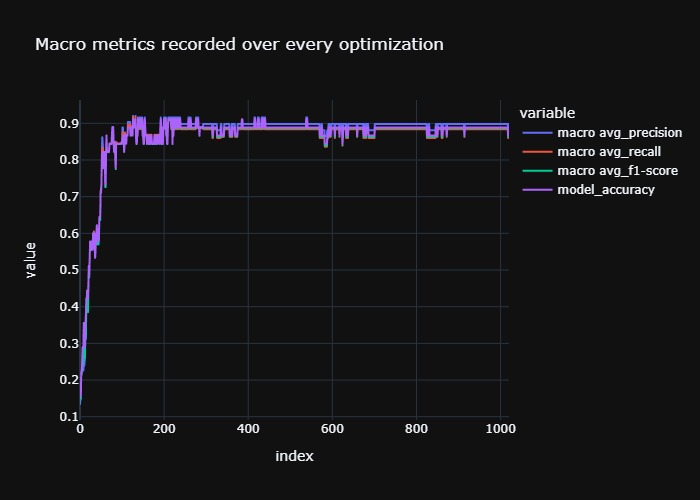 Macro metrics recorded over every optimization
variable
macro avg_precision
macro avg_recall
macro avg_f1-score
model_accuracy
value
0.9
0.8
0.7
0.6
0.5
0.4
0.3
0.2
0.1
0 200 400 600 800 1000
index